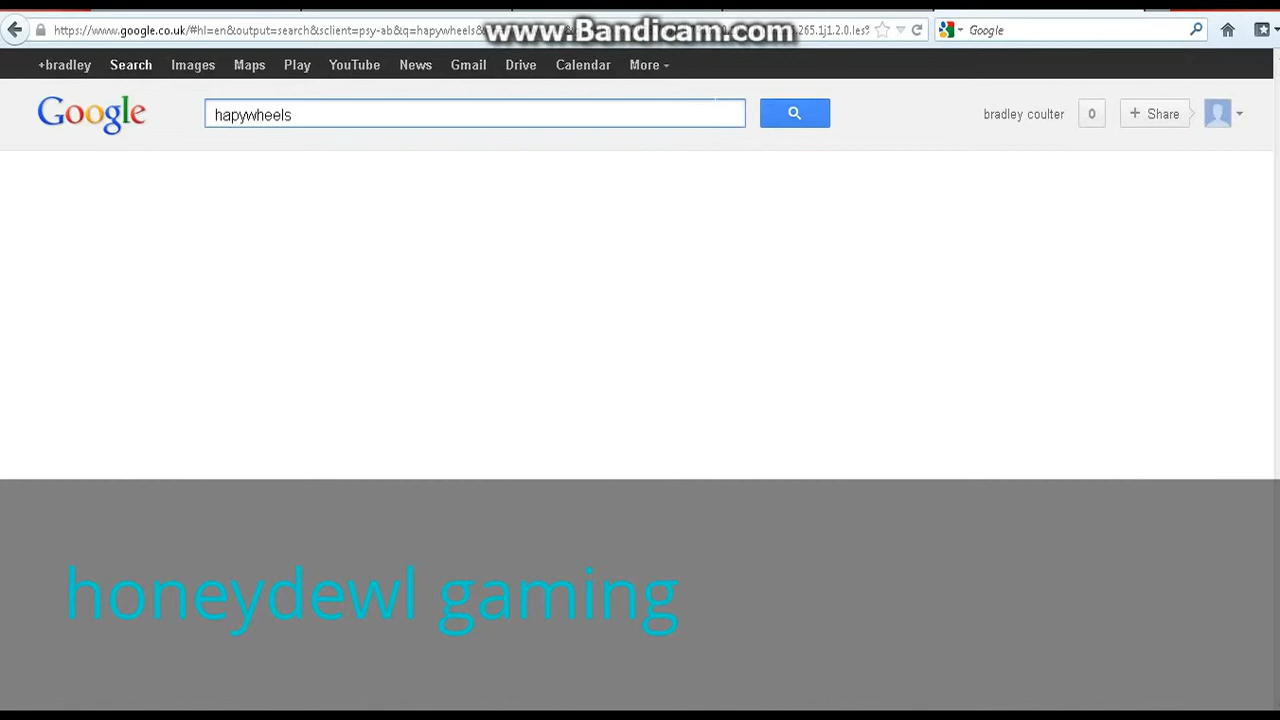 www.Bandicam.com
https://www.google.co.uk/#hl=en&output=search&sclient=psy-ab&q=hapywheels& 265.1j1.2.0.les% Google
+bradley Search Images Maps Play YouTube News Gmail Drive Calendar More
Google hapywheels bradley coulter 0 + Share
honeydewl gaming